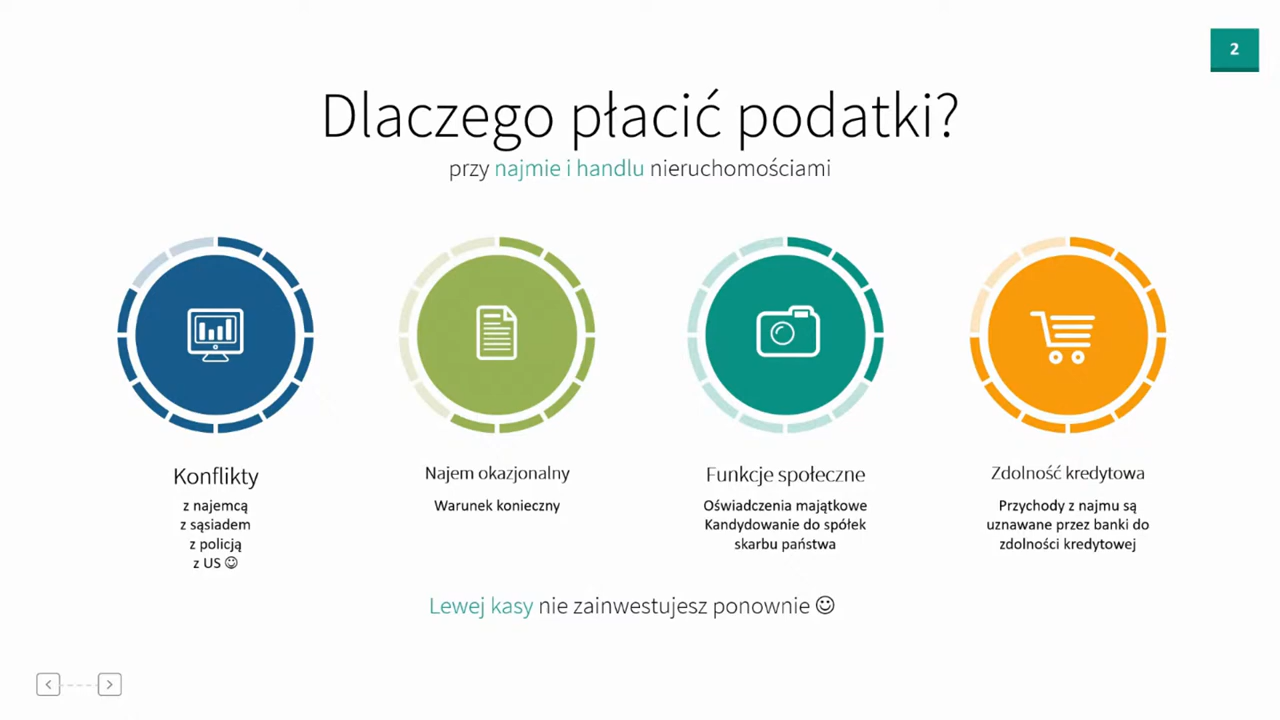 2
Dlaczego płacić podatki?
przy najmie i handlu nieruchomościami
Konflikty
z najemcą
z sąsiadem
z policją
z US ☺
Najem okazjonalny
Warunek konieczny
Funkcje społeczne
Oświadczenia majątkowe
Kandydowanie do spółek
skarbu państwa
Zdolność kredytowa
Przychody z najmu są
uznawane przez banki do
zdolności kredytowej
Lewej kasy nie zainwestujesz ponownie ☺